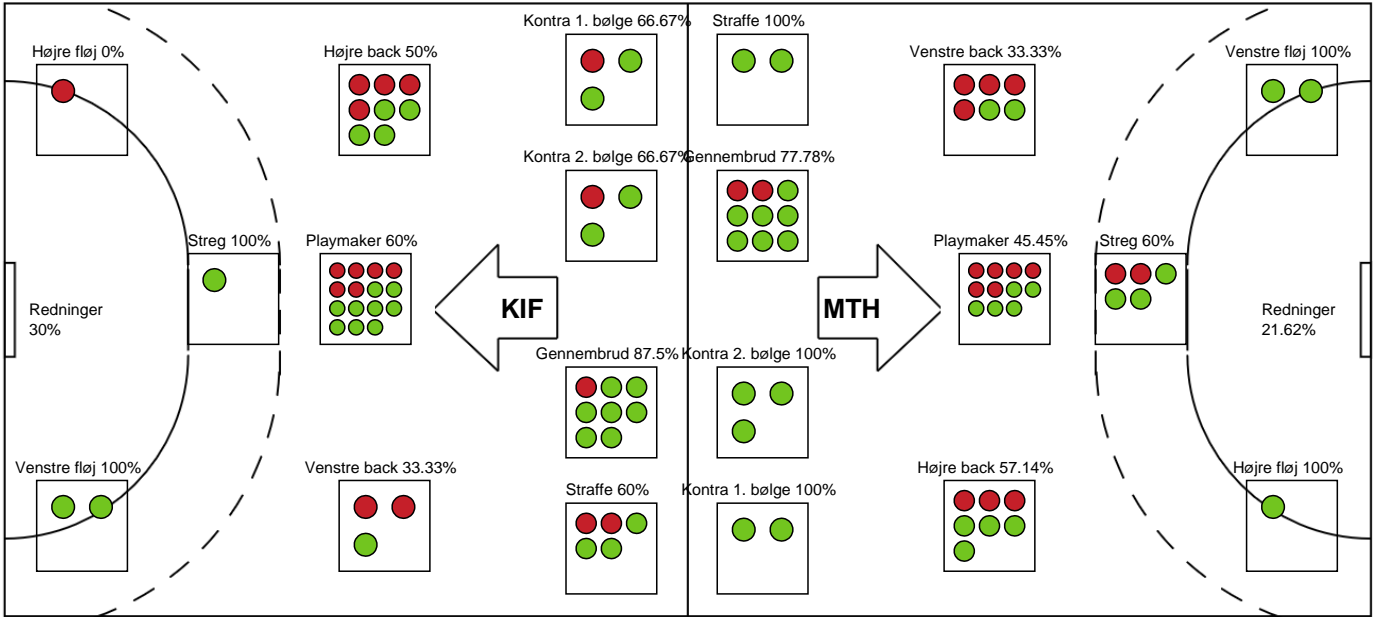 Kontra 1. bølge 66.67%
Straffe 100%
Højre fløj 0%
Højre back 50%
Venstre back 33.33%
Venstre fløj 100%
Kontra 2. bølge 66.67%
Gennembrud 77.78%
Streg 100%
Playmaker 60%
Playmaker 45.45%
Streg 60%
Redninger
30%
KIF
MTH
Redninger
21.62%
Gennembrud 87.5%
Kontra 2. bølge 100%
Venstre fløj 100%
Venstre back 33.33%
Straffe 60%
Kontra 1. bølge 100%
Højre back 57.14%
Højre fløj 100%